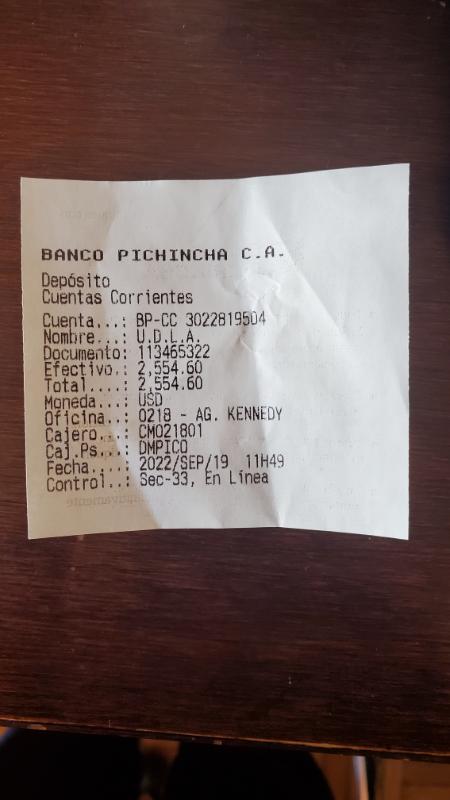 BANCO PICHINCHA C.A.
Depósito
Cuentas Corrientes
Cuenta...: BP-CC 3022819504
Nombre...: U.D.L.A.
Documento: 113465322
Efectivo.: 2,554.60
Total....: 2,554.60
Moneda...: USD
Oficina..: 0218 - AG. KENNEDY
Cajero...: CMO21801
Caj.Ps...: DMPICO
Fecha....: 2022/SEP/19 11H49
Control..: Sec-33, En Línea